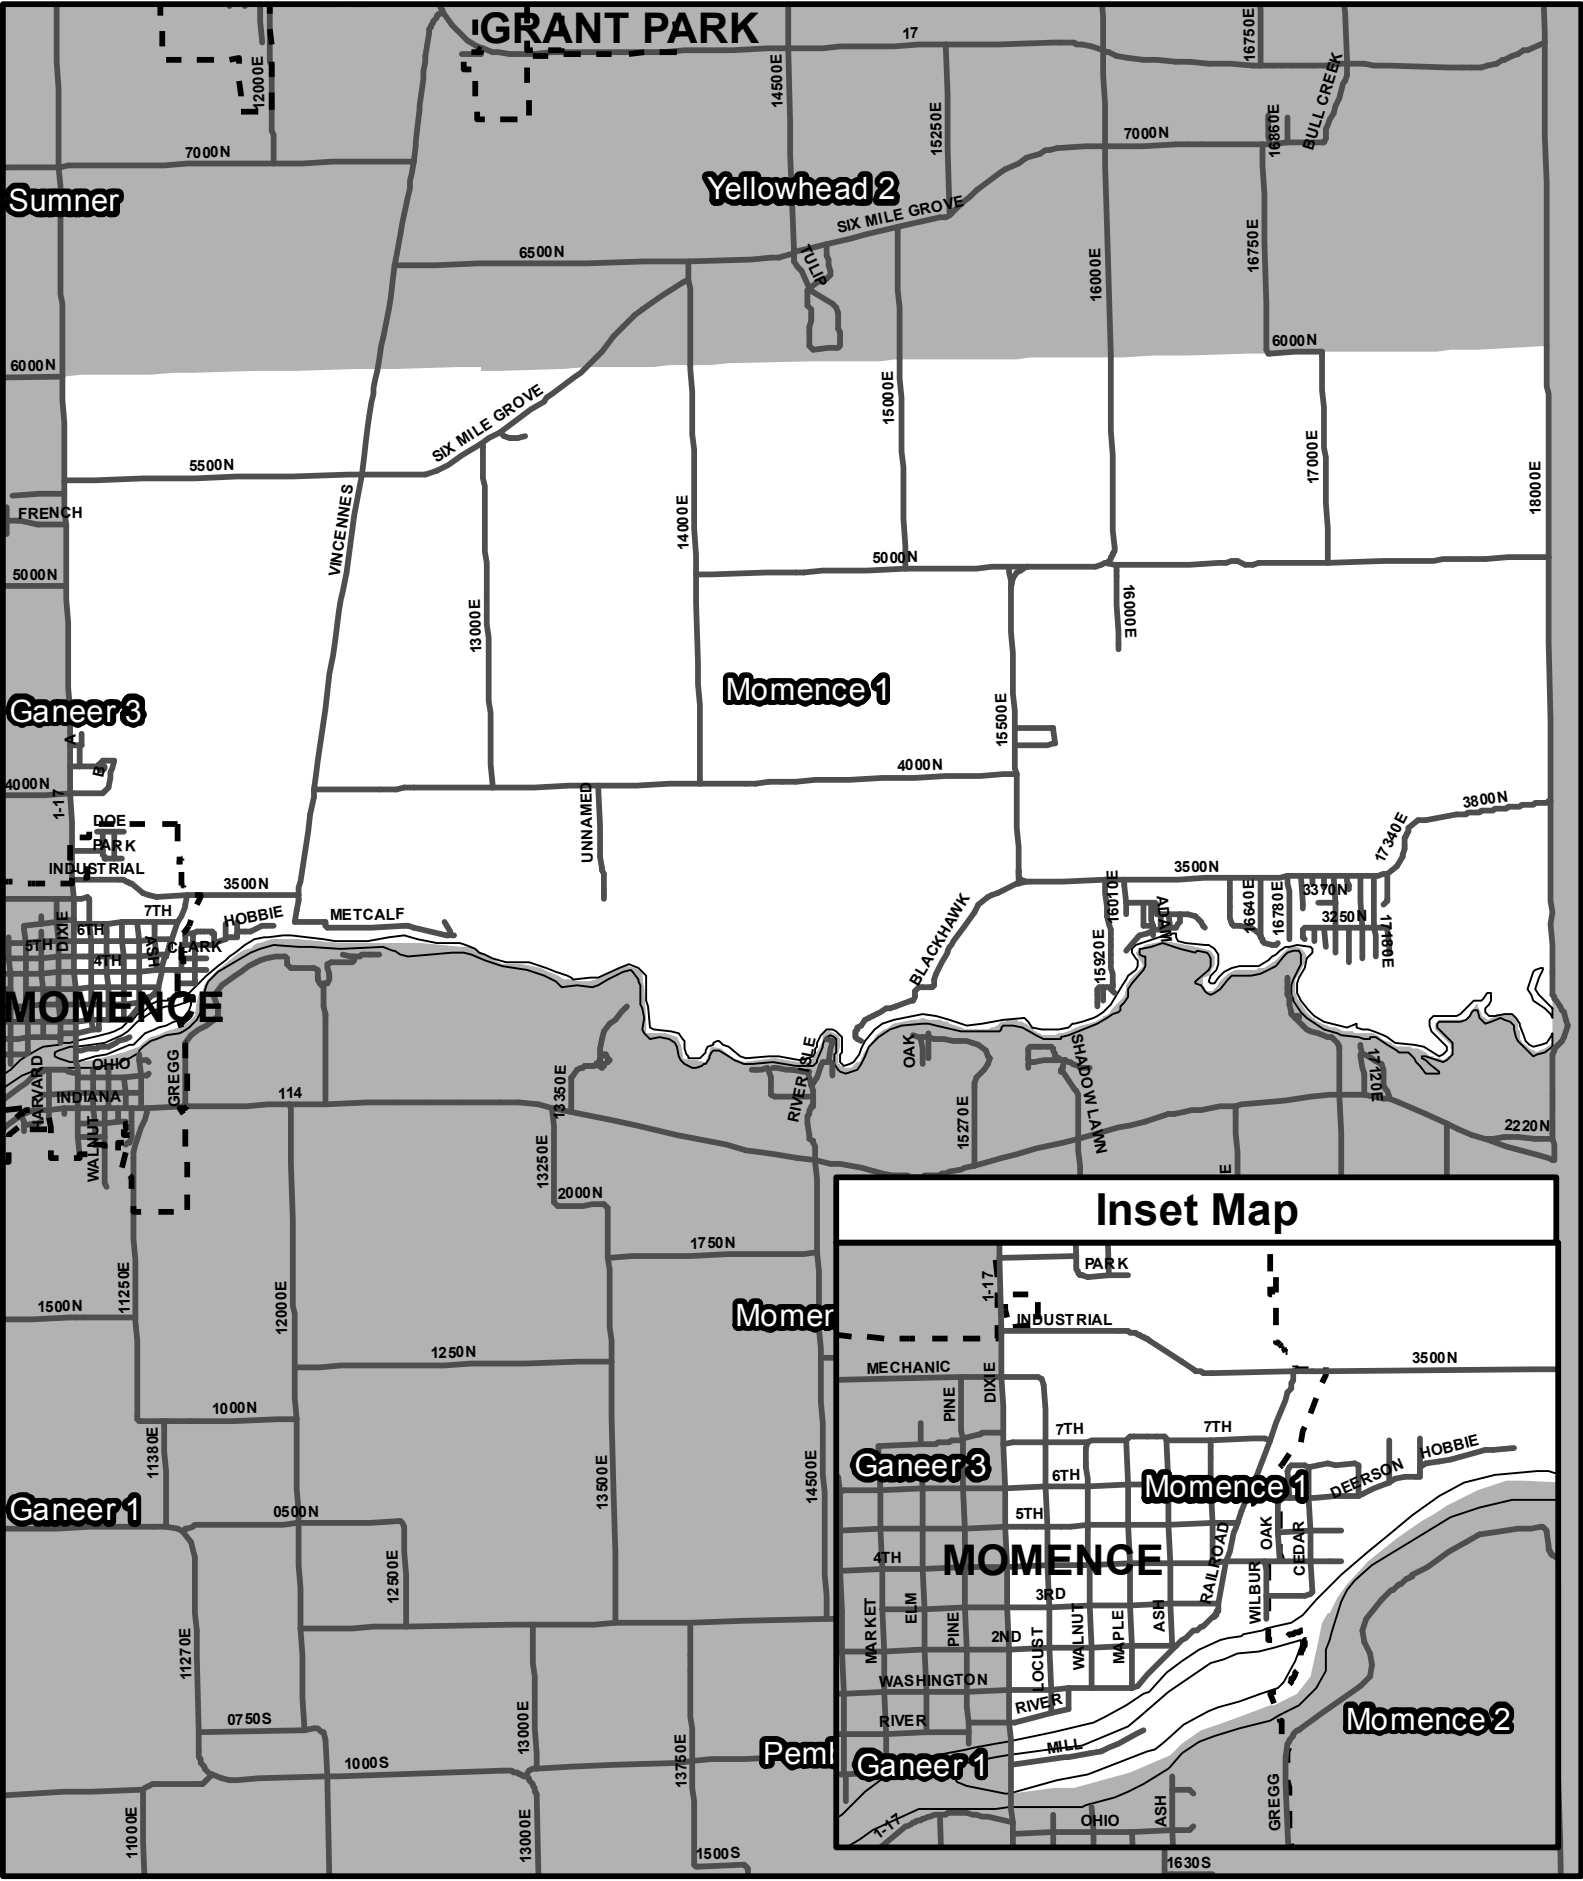 GRANT PARK
17
16750E
12000E
14500E
15250E
16860E
BULL CREEK
7000N
7000N
Sumner
Yellowhead 2
SIX MILE GROVE
6500N
TULIP
16000E
16750E
6000N
6000N
15000E
SIX MILE GROVE
5500N
17000E
18000E
FRENCH
VINCENNES
14000E
5000N
5000N
13000E
16000E
Momence 1
Ganeer 3
15500E
A
B
4000N
4000N
1-17
UNNAMED
3800N
DOE
PARK
17340E
INDUSTRIAL
3500N
3500N
3370N
7TH
HOBBIE
METCALF
16010E
ADAM
16640E
16780E
3250N
17180E
DIXIE
6TH
5TH
ASH
CLARK
4TH
BLACKHAWK
15920E
MOMENCE
OHIO
HARVARD
GREGG
RIVER ISLE
OAK
SHADOW LAWN
17120E
INDIANA
114
13350E
15270E
2220N
WALNUT
13250E
E
2000N
1750N
11250E
12000E
1500N
Momen
1250N
1000N
11380E
13500E
14500E
Ganeer 1
0500N
12500E
11270E
0750S
13000E
13750E
1000S
Pemb
11000E
13000E
1500S
1630S
Inset Map
PARK
1-17
INDUSTRIAL
3500N
MECHANIC
DIXIE
PINE
7TH
7TH
HOBBIE
Ganeer 3
6TH
Momence 1
DEERSON
5TH
OAK
CEDAR
RAILROAD
MOMENCE
4TH
3RD
WILBUR
MARKET
ELM
PINE
2ND
LOCUST
WALNUT
MAPLE
ASH
WASHINGTON
RIVER
RIVER
MILL
Momence 2
Ganeer 1
1-17
OHIO
ASH
GREGG